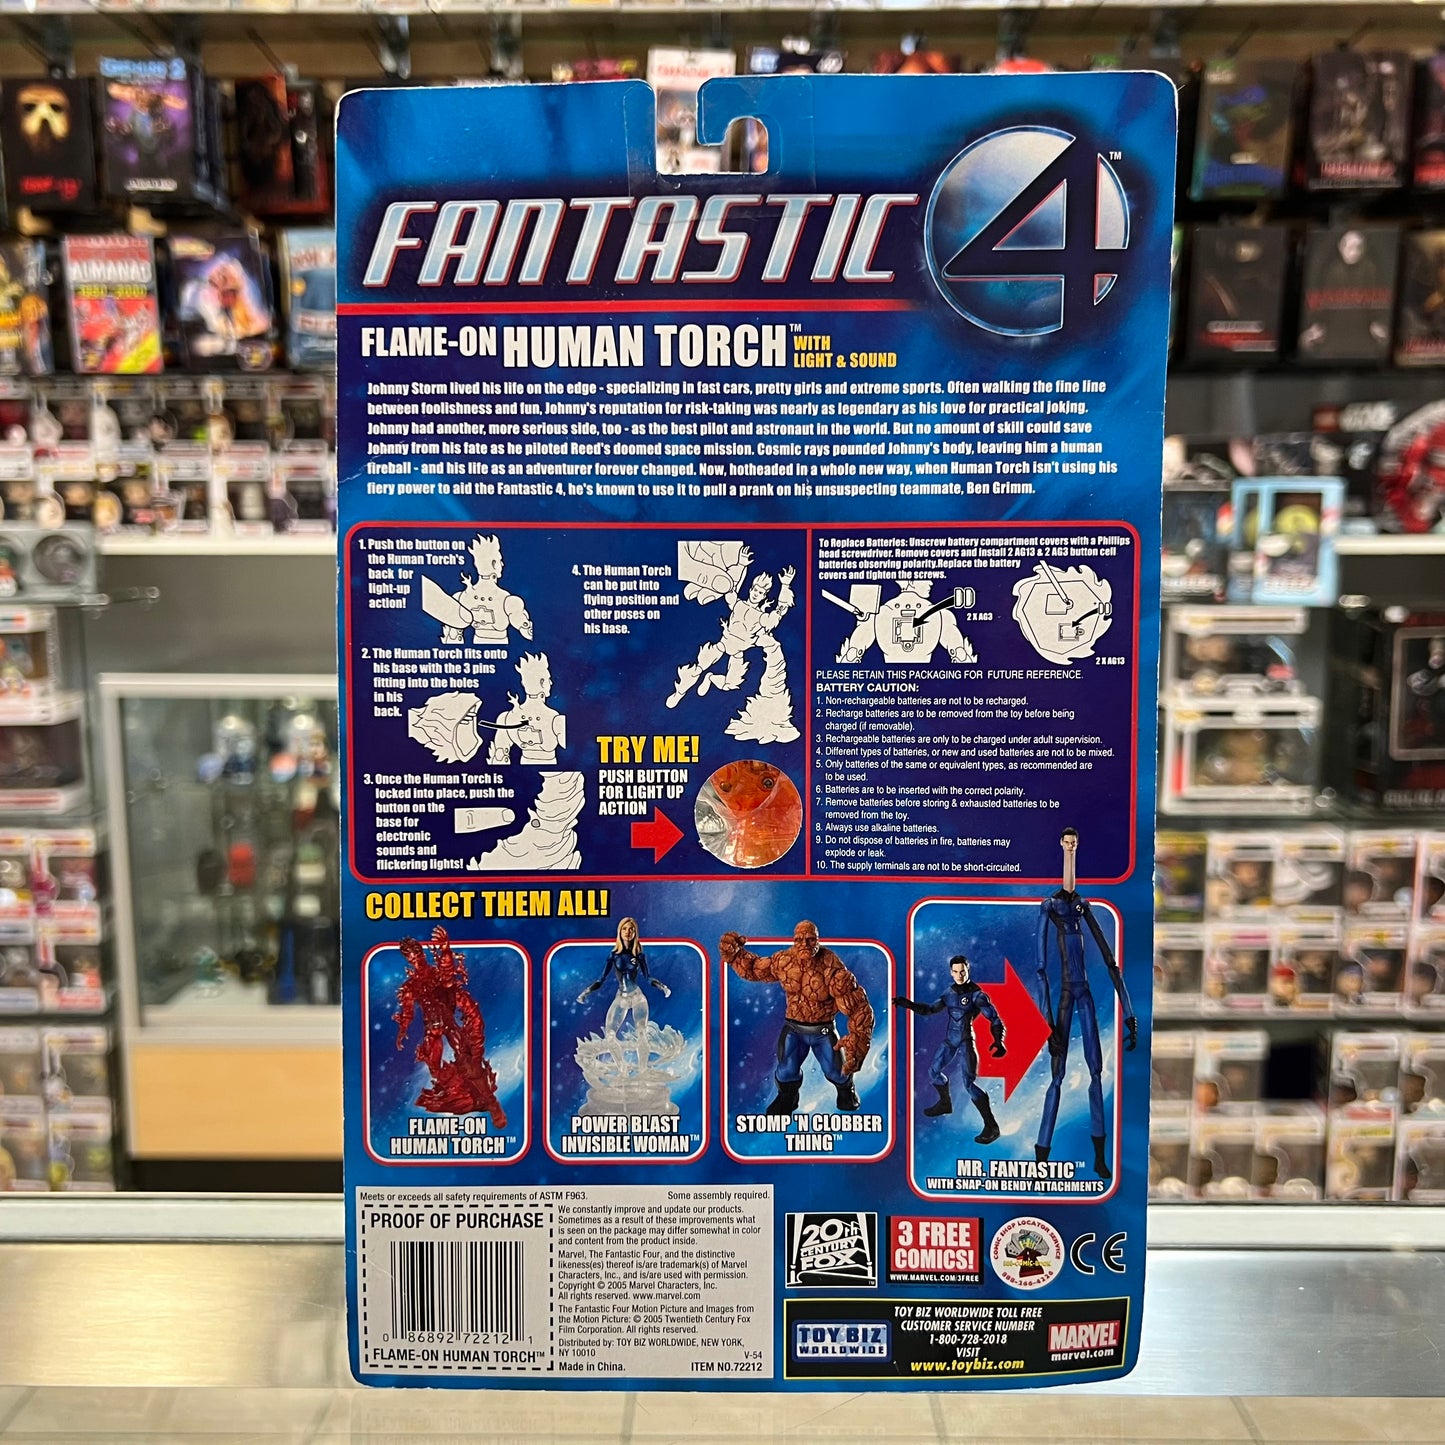 FANTASTIC 4™
FLAME-ON HUMAN TORCH™ WITH
LIGHT & SOUND
Johnny Storm lived his life on the edge - specializing in fast cars, pretty girls and extreme sports. Often walking the fine line
between foolishness and fun, Johnny's reputation for risk-taking was nearly as legendary as his love for practical joking.
Johnny had another, more serious side, too - as the best pilot and astronaut in the world. But no amount of skill could save
Johnny from his fate as he piloted Reed's doomed space mission. Cosmic rays pounded Johnny's body, leaving him a human
fireball - and his life as an adventurer forever changed. Now, hotheaded in a whole new way, when Human Torch isn't using his
fiery power to aid the Fantastic 4, he's known to use it to pull a prank on his unsuspecting teammate, Ben Grimm.
1. Push the button on
the Human Torch's
back for
light-up
action!
2. The Human Torch fits onto
his base with the 3 pins
fitting into the holes
in his
back.
3. Once the Human Torch is
locked into place, push the
button on the
base for
electronic
sounds and
flickering lights!
4. The Human Torch
can be put into
flying position and
other poses on
his base.
TRY ME!
PUSH BUTTON
FOR LIGHT UP
ACTION
To Replace Batteries: Unscrew battery compartment covers with a Phillips
head screwdriver. Remove covers and install 2 AG13 & 2 AG3 button cell
batteries observing polarity.Replace the battery
covers and tighten the screws.
2 X AG3
2 X AG13
PLEASE RETAIN THIS PACKAGING FOR FUTURE REFERENCE.
BATTERY CAUTION:
1. Non-rechargeable batteries are not to be recharged.
2. Recharge batteries are to be removed from the toy before being
charged (if removable).
3. Rechargeable batteries are only to be charged under adult supervision.
4. Different types of batteries, or new and used batteries are not to be mixed.
5. Only batteries of the same or equivalent types, as recommended are
to be used.
6. Batteries are to be inserted with the correct polarity.
7. Remove batteries before storing & exhausted batteries to be
removed from the toy.
8. Always use alkaline batteries.
9. Do not dispose of batteries in fire, batteries may
explode or leak.
10. The supply terminals are not to be short-circuited.
COLLECT THEM ALL!
FLAME-ON
HUMAN TORCH™
POWER BLAST
INVISIBLE WOMAN™
STOMP 'N CLOBBER
THING™
MR. FANTASTIC™
WITH SNAP-ON BENDY ATTACHMENTS
Meets or exceeds all safety requirements of ASTM F963.
Some assembly required.
PROOF OF PURCHASE
0 86892 72212 1
FLAME-ON HUMAN TORCH™
We constantly improve and update our products.
Sometimes as a result of these improvements what
is seen on the package may differ somewhat in color
and content from the product inside.
Marvel, The Fantastic Four, and the distinctive
likeness(es) thereof is/are trademark(s) of Marvel
Characters, Inc., and is/are used with permission.
Copyright © 2005 Marvel Characters, Inc.
All rights reserved. www.marvel.com
The Fantastic Four Motion Picture and Images from
the Motion Picture: © 2005 Twentieth Century Fox
Film Corporation. All rights reserved.
Distributed by: TOY BIZ WORLDWIDE, NEW YORK,
NY 10010
V-54
Made in China.
ITEM NO.72212
20th
CENTURY
FOX
3 FREE
COMICS!
WWW.MARVEL.COM/3FREE
COMIC SHOP LOCATOR SERVICE
888-COMIC-BOOK
888-266-4226
CE
TOY BIZ
WORLDWIDE
TOY BIZ WORLDWIDE TOLL FREE
CUSTOMER SERVICE NUMBER
1-800-728-2018
VISIT
www.toybiz.com
MARVEL
marvel.com
GREMLINS 2
ALMANAC
1950-2000